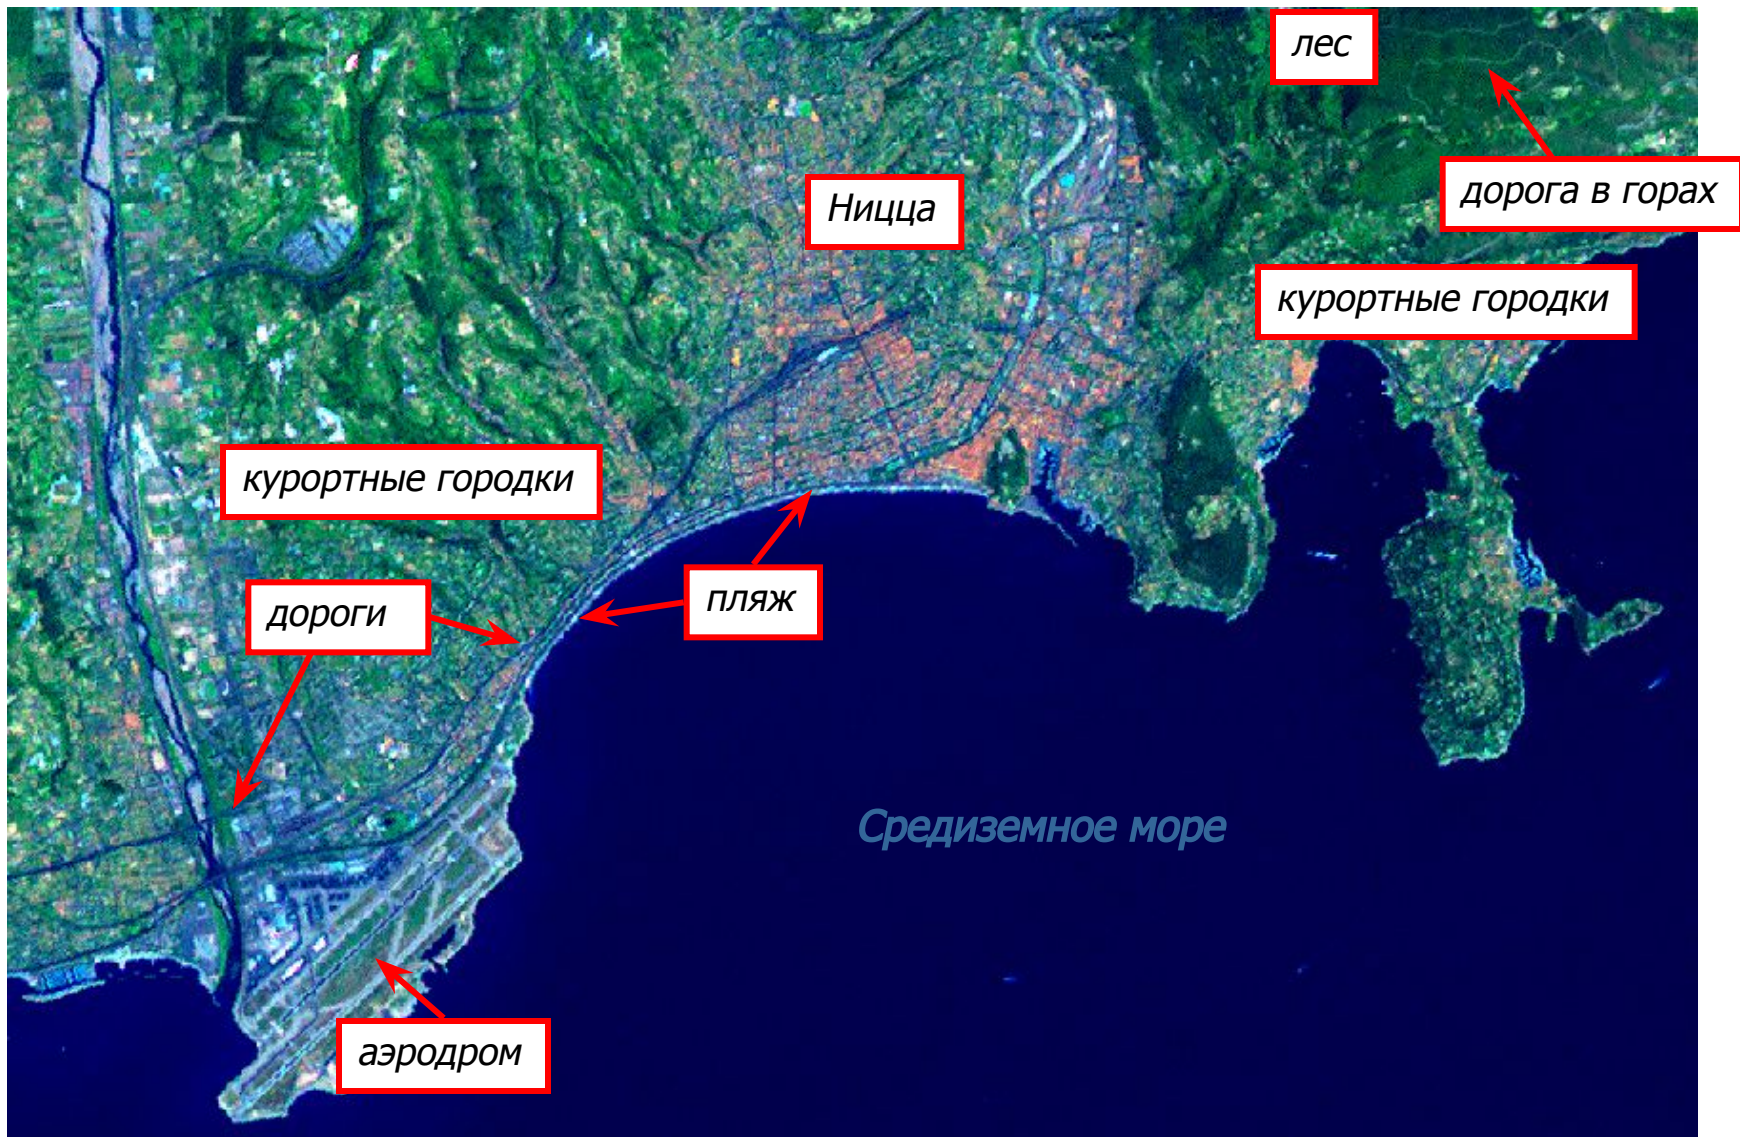 лес
дорога в горах
Ницца
курортные городки
курортные городки
дороги
пляж
Средиземное море
аэродром